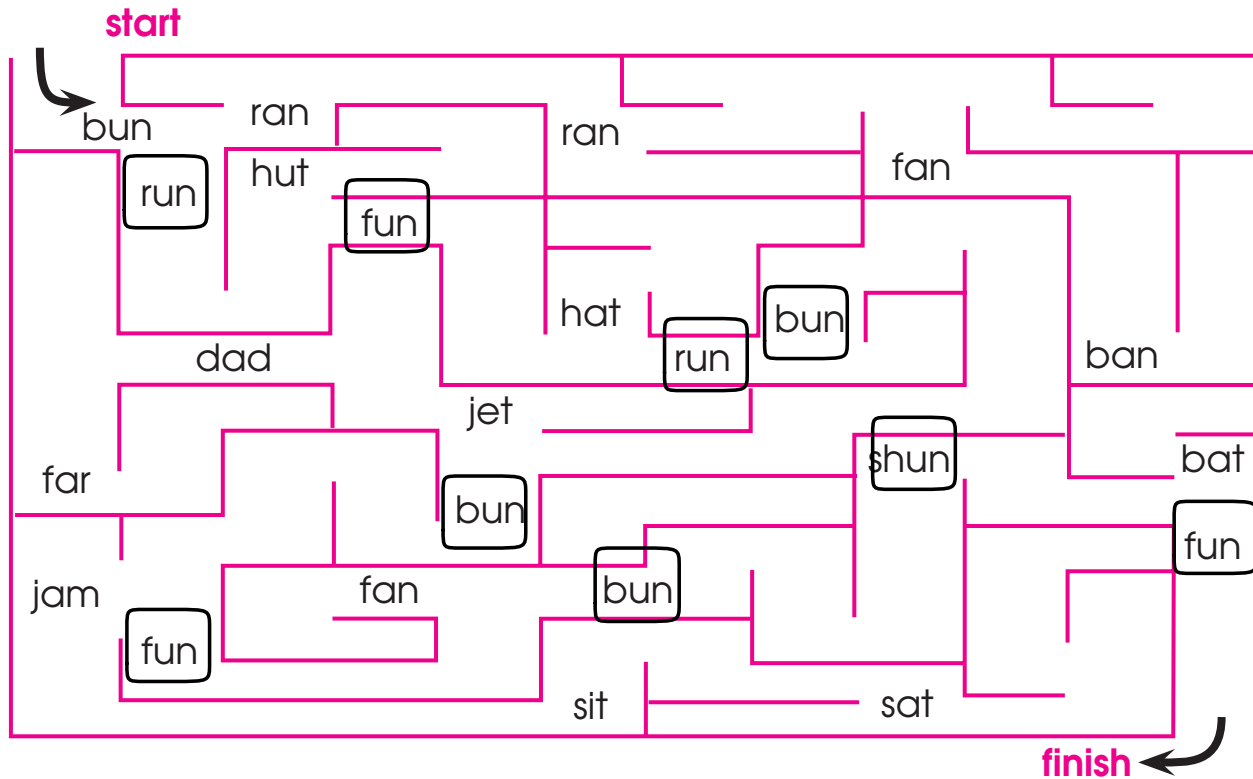 start
bun
ran
ran
run
hut
fan
fun
hat
bun
dad
run
ban
jet
far
shun
bat
bun
fun
jam
fan
bun
fun
sit
sat
finish